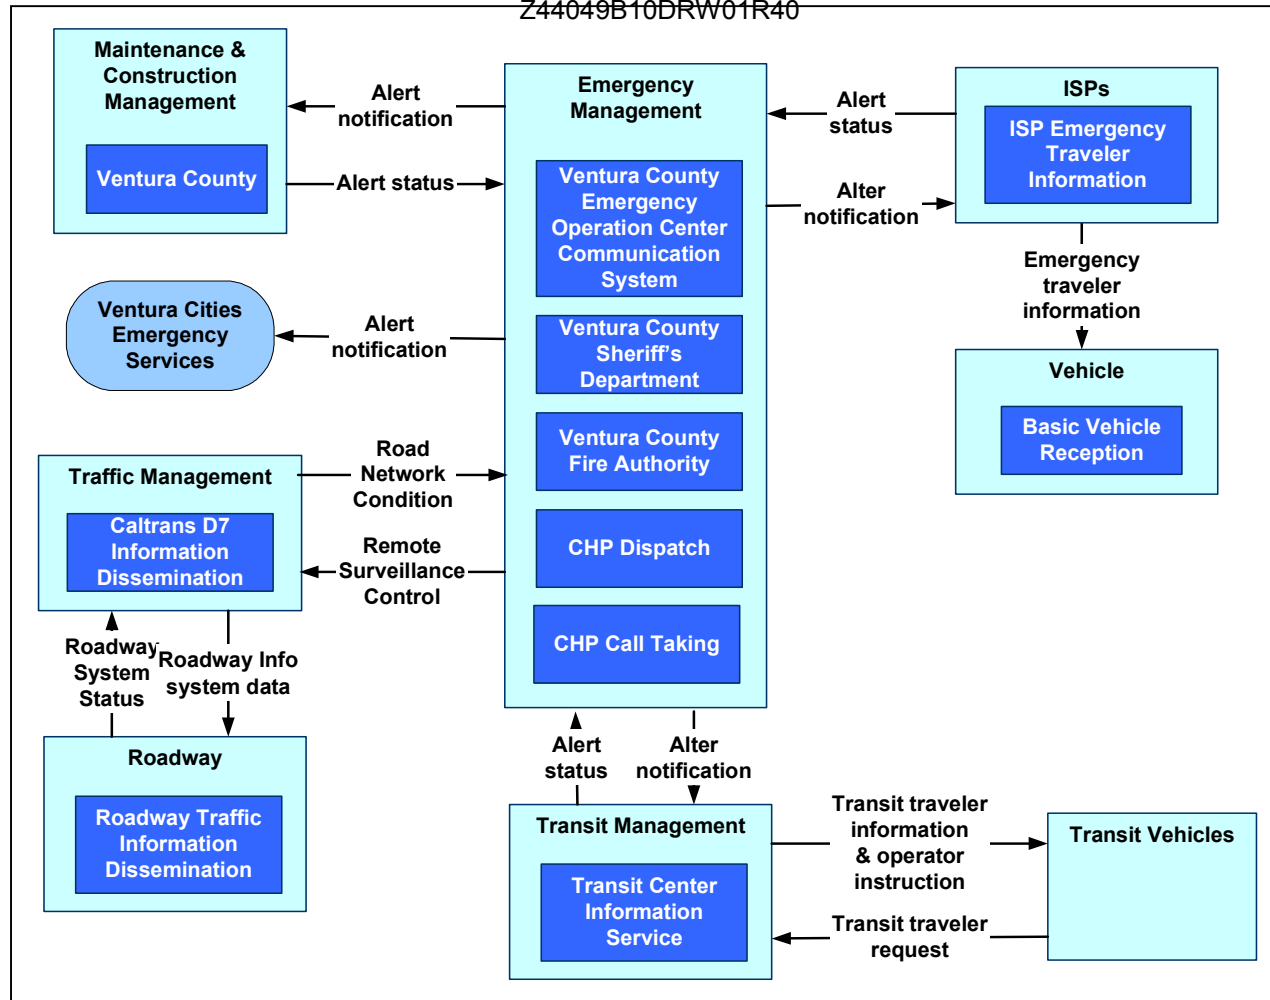 Z44049B10DRW01R40
Maintenance &
Construction
Management
Ventura County
Alert
notification
Alert status
Emergency
Management
Ventura County
Emergency
Operation Center
Communication
System
Ventura County
Sheriff's
Department
Ventura County
Fire Authority
CHP Dispatch
CHP Call Taking
Alert
status
Alter
notification
ISPs
ISP Emergency
Traveler
Information
Emergency
traveler
information
Vehicle
Basic Vehicle
Reception
Ventura Cities
Emergency
Services
Alert
notification
Traffic Management
Caltrans D7
Information
Dissemination
Road
Network
Condition
Remote
Surveillance
Control
Roadway
System
Status
Roadway Info
system data
Roadway
Roadway Traffic
Information
Dissemination
Alert
status
Alter
notification
Transit Management
Transit Center
Information
Service
Transit traveler
information
& operator
instruction
Transit traveler
request
Transit Vehicles